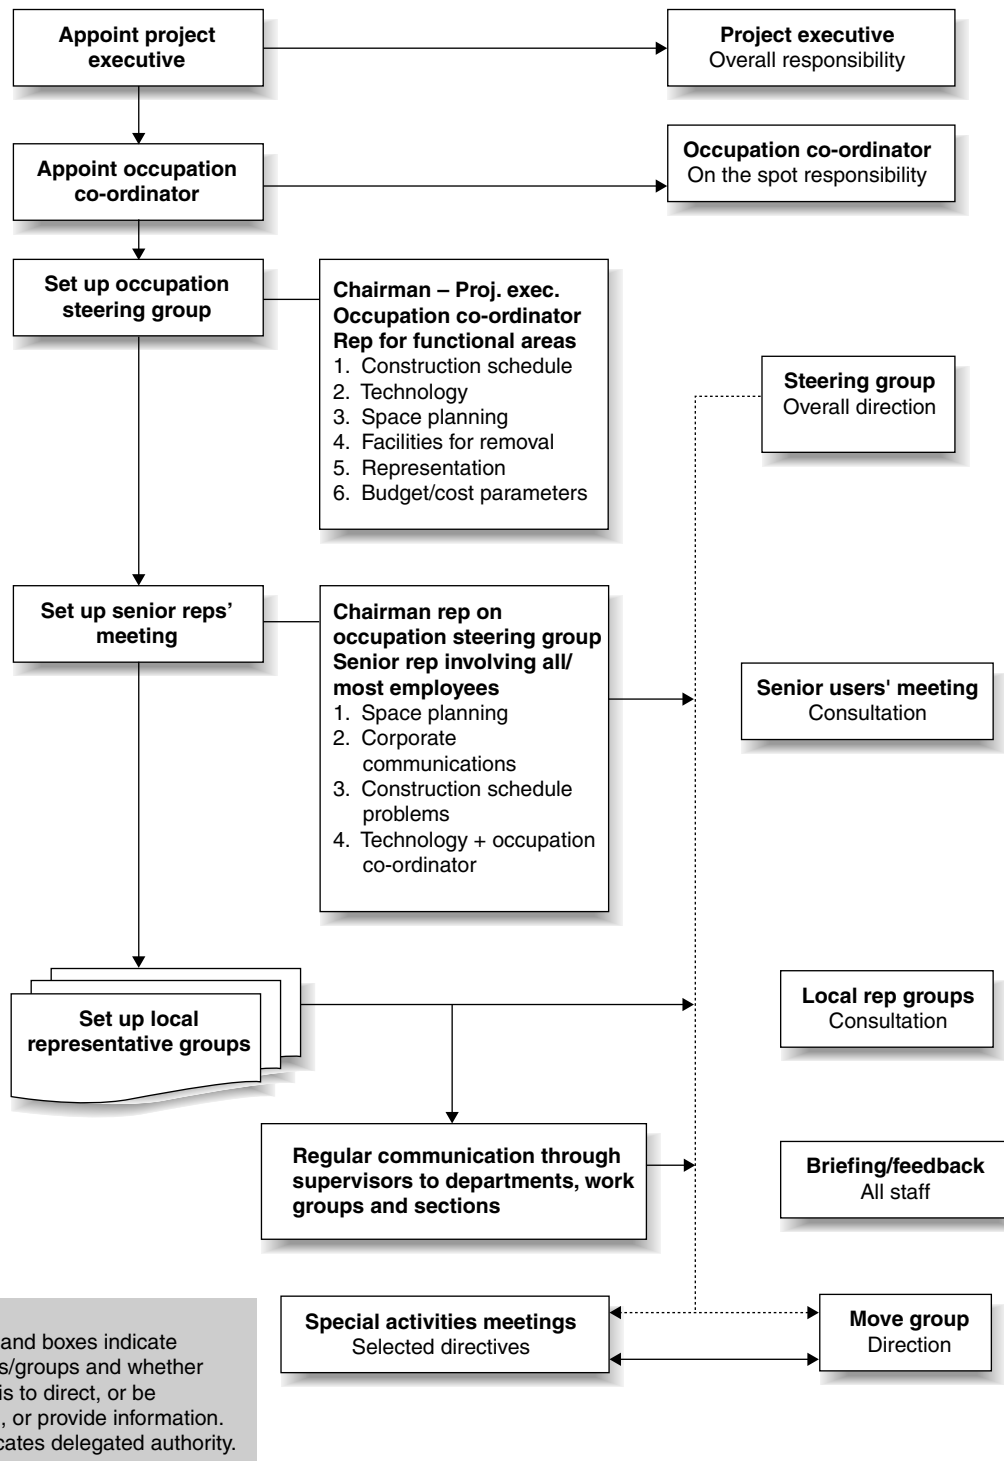 Appoint project
executive
Project executive
Overall responsibility
Appoint occupation
co-ordinator
Occupation co-ordinator
On the spot responsibility
Set up occupation
steering group
Chairman – Proj. exec.
Occupation co-ordinator
Rep for functional areas
1. Construction schedule
2. Technology
3. Space planning
4. Facilities for removal
5. Representation
6. Budget/cost parameters
Steering group
Overall direction
Set up senior reps'
meeting
Chairman rep on
occupation steering group
Senior rep involving all/
most employees
1. Space planning
2. Corporate
communications
3. Construction schedule
problems
4. Technology + occupation
co-ordinator
Senior users' meeting
Consultation
Set up local
representative groups
Local rep groups
Consultation
Regular communication through
supervisors to departments, work
groups and sections
Briefing/feedback
All staff
Special activities meetings
Selected directives
Move group
Direction
and boxes indicate
s/groups and whether
is to direct, or be
, or provide information.
cates delegated authority.